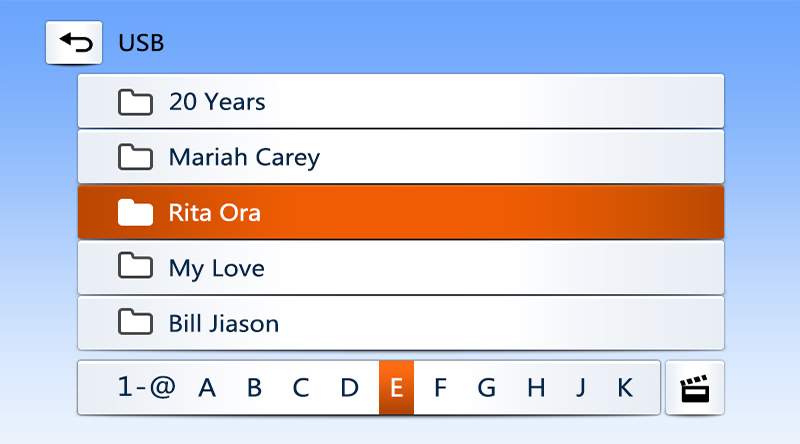 USB
20 Years
Mariah Carey
Rita Ora
My Love
Bill Jiason
1-@ A B C D E F G H J K